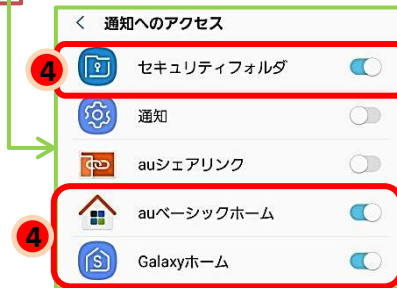 < 通知へのアクセス
4 セキュリティフォルダ
通知
auシェアリンク
auベーシックホーム
4
Galaxyホーム